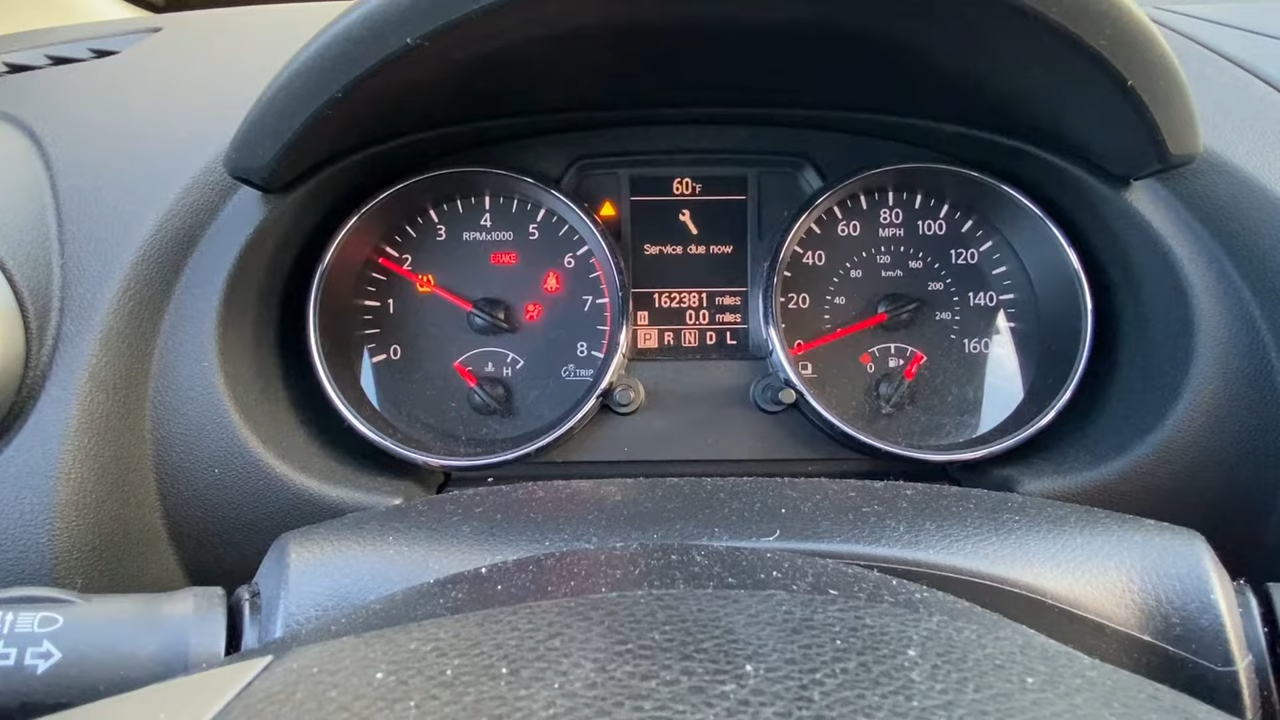 60°F
Service due now
162381 miles
0.0 miles
P R N D L
0 1 2 3 4 5 6 7 8
RPMx1000
BRAKE
H
TRIP
0 20 40 60 80 100 120 140 160
MPH
40 80 120 160 200 240
km/h
0